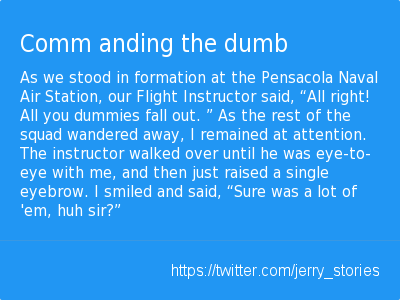 Comm anding the dumb
As we stood in formation at the Pensacola Naval
Air Station, our Flight Instructor said, “All right!
All you dummies fall out. ” As the rest of the
squad wandered away, I remained at attention.
The instructor walked over until he was eye-to-
eye with me, and then just raised a single
eyebrow. I smiled and said, “Sure was a lot of
'em, huh sir?”
https://twitter.com/jerry_stories